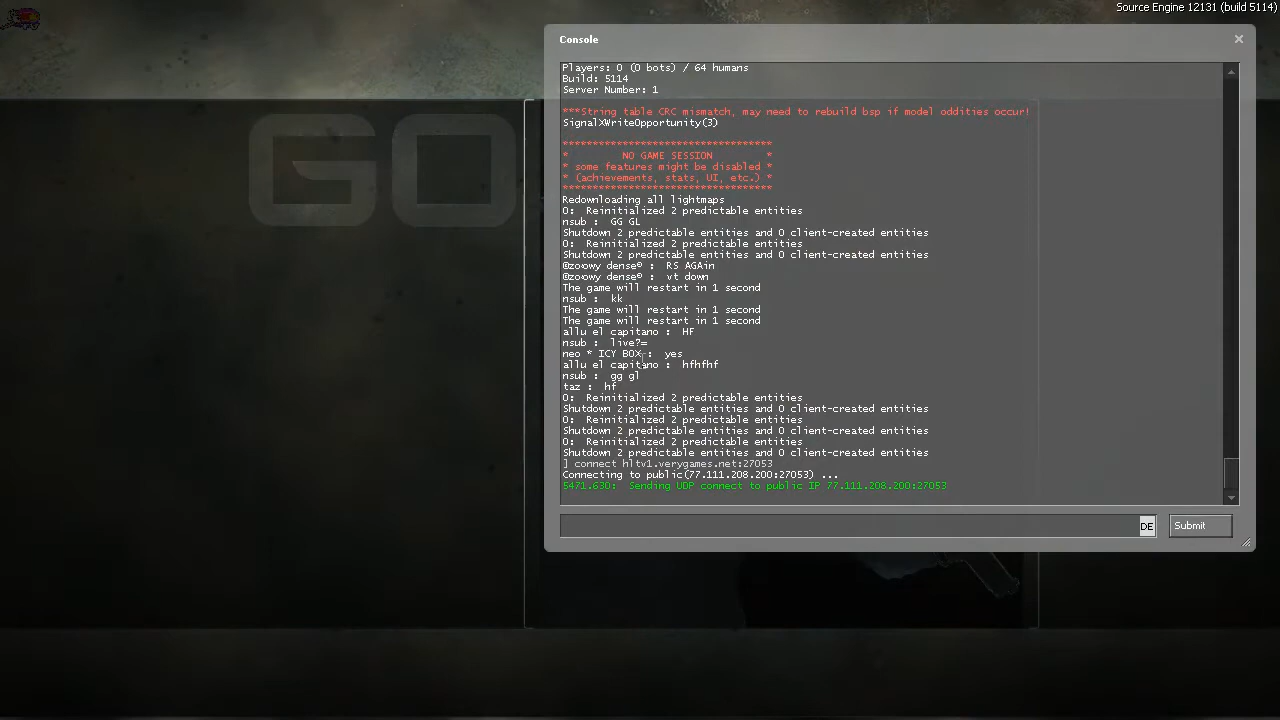 Source Engine 12131 (build 5114)
Console
GO
Players: 0 (0 bots) / 64 humans
Build: 5114
Server Number: 1
***String table CRC mismatch, may need to rebuild bsp if model oddities occur!
SignalXWriteOpportunity(3)
***********************************
* NO GAME SESSION *
* some features might be disabled *
* (achievements, stats, UI, etc.) *
***********************************
Redownloading all lightmaps
0: Reinitialized 2 predictable entities
nsub : GG GL
Shutdown 2 predictable entities and 0 client-created entities
0: Reinitialized 2 predictable entities
Shutdown 2 predictable entities and 0 client-created entities
dense® : RS AGAin
dense® : vt down
The game will restart in 1 second
nsub : kk
The game will restart in 1 second
The game will restart in 1 second
allu el capitano : HF
nsub : live?=
neo * ICY BOX : yes
allu el capitano : hfhfhf
nsub : gg gl
taz : hf
0: Reinitialized 2 predictable entities
Shutdown 2 predictable entities and 0 client-created entities
0: Reinitialized 2 predictable entities
Shutdown 2 predictable entities and 0 client-created entities
0: Reinitialized 2 predictable entities
Shutdown 2 predictable entities and 0 client-created entities
] connect hltv1.verygames.net:27053
Connecting to public(77.111.208.200:27053) ...
5471.630: Sending UDP connect to public IP 77.111.208.200:27053
DE
Submit